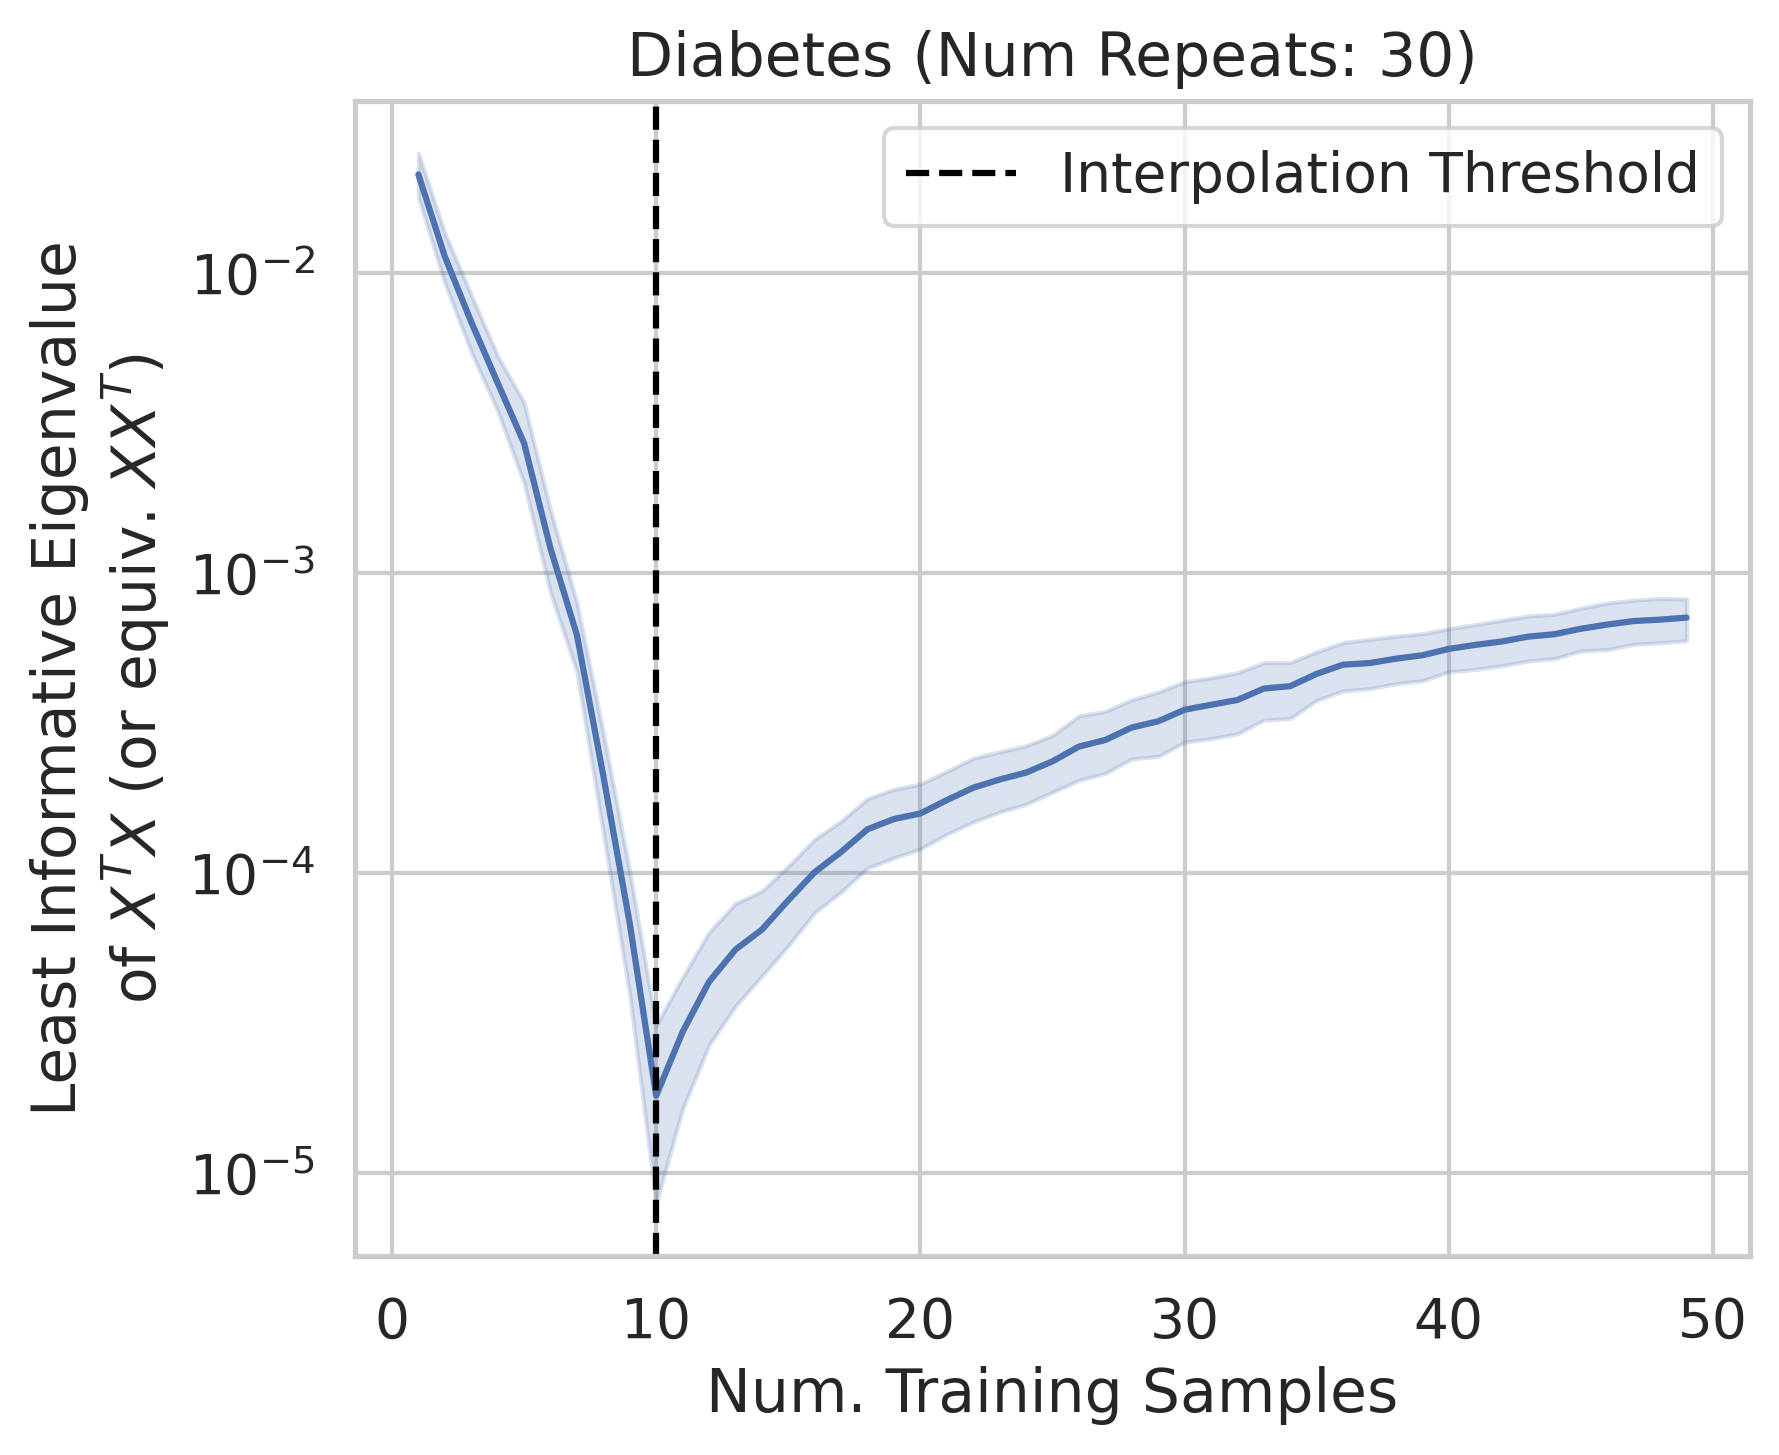 Diabetes (Num Repeats: 30)
Interpolation Threshold
Least Informative Eigenvalue
of $X^TX$ (or equiv. $XX^T$)
10⁻²
10⁻³
10⁻⁴
10⁻⁵
0 10 20 30 40 50
Num. Training Samples